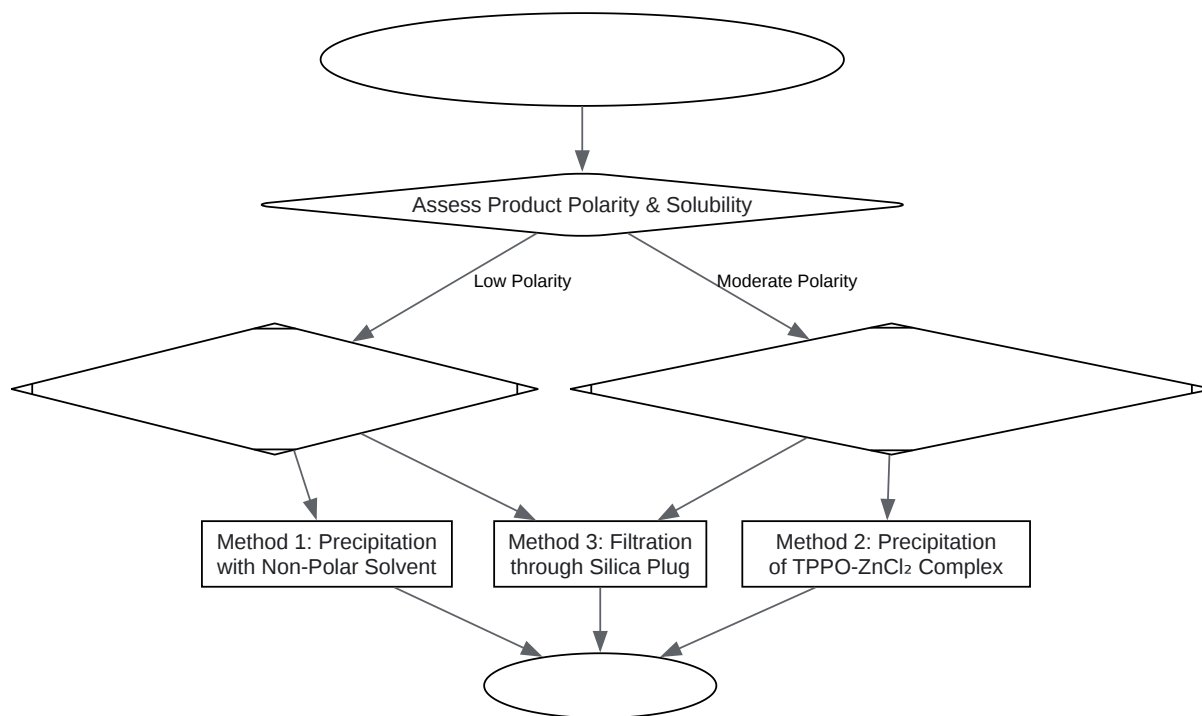 Assess Product Polarity & Solubility
Low Polarity
Moderate Polarity
Method 1: Precipitation
with Non-Polar Solvent
Method 3: Filtration
through Silica Plug
Method 2: Precipitation
of TPPO-ZnCl₂ Complex